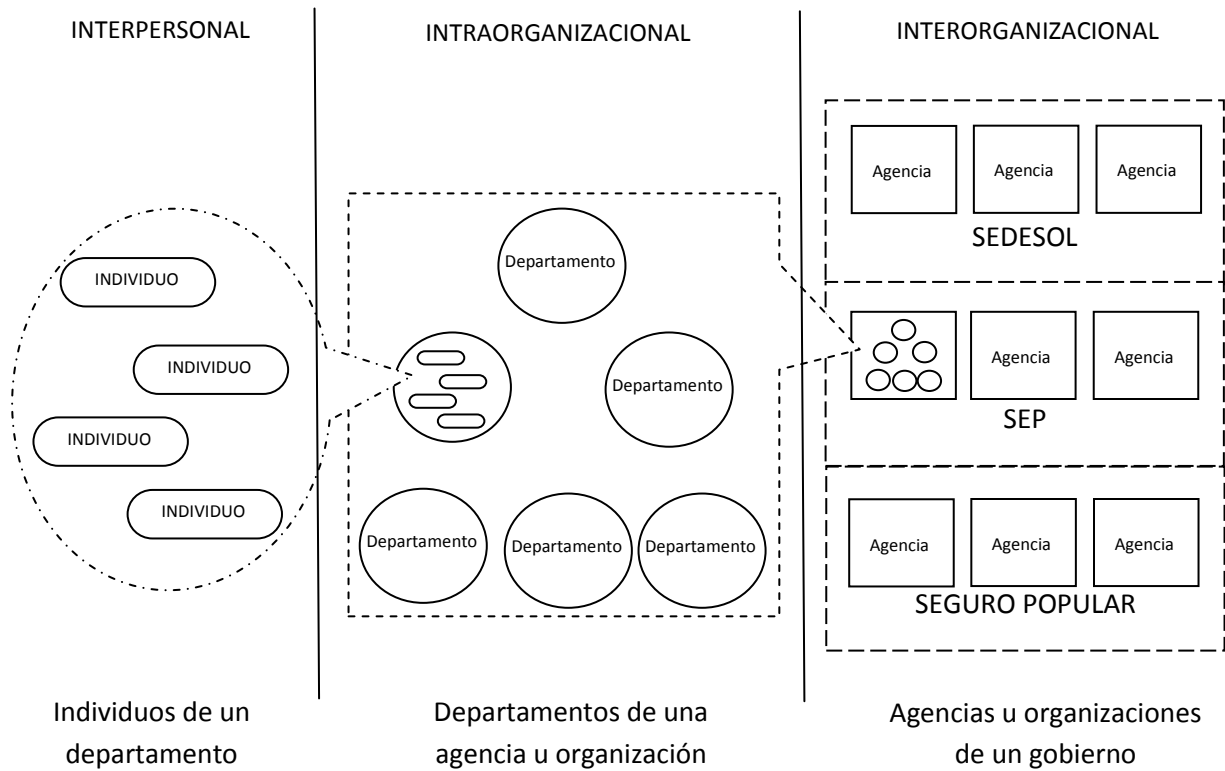 INTERPERSONAL
INTRAORGANIZACIONAL
INTERORGANIZACIONAL
INDIVIDUO
INDIVIDUO
INDIVIDUO
INDIVIDUO
Individuos de un
departamento
Departamento
Departamento
Departamento
Departamento
Departamento
Departamentos de una
agencia u organización
Agencia
Agencia
Agencia
SEDESOL
Agencia
Agencia
SEP
Agencia
Agencia
Agencia
SEGURO POPULAR
Agencias u organizaciones
de un gobierno